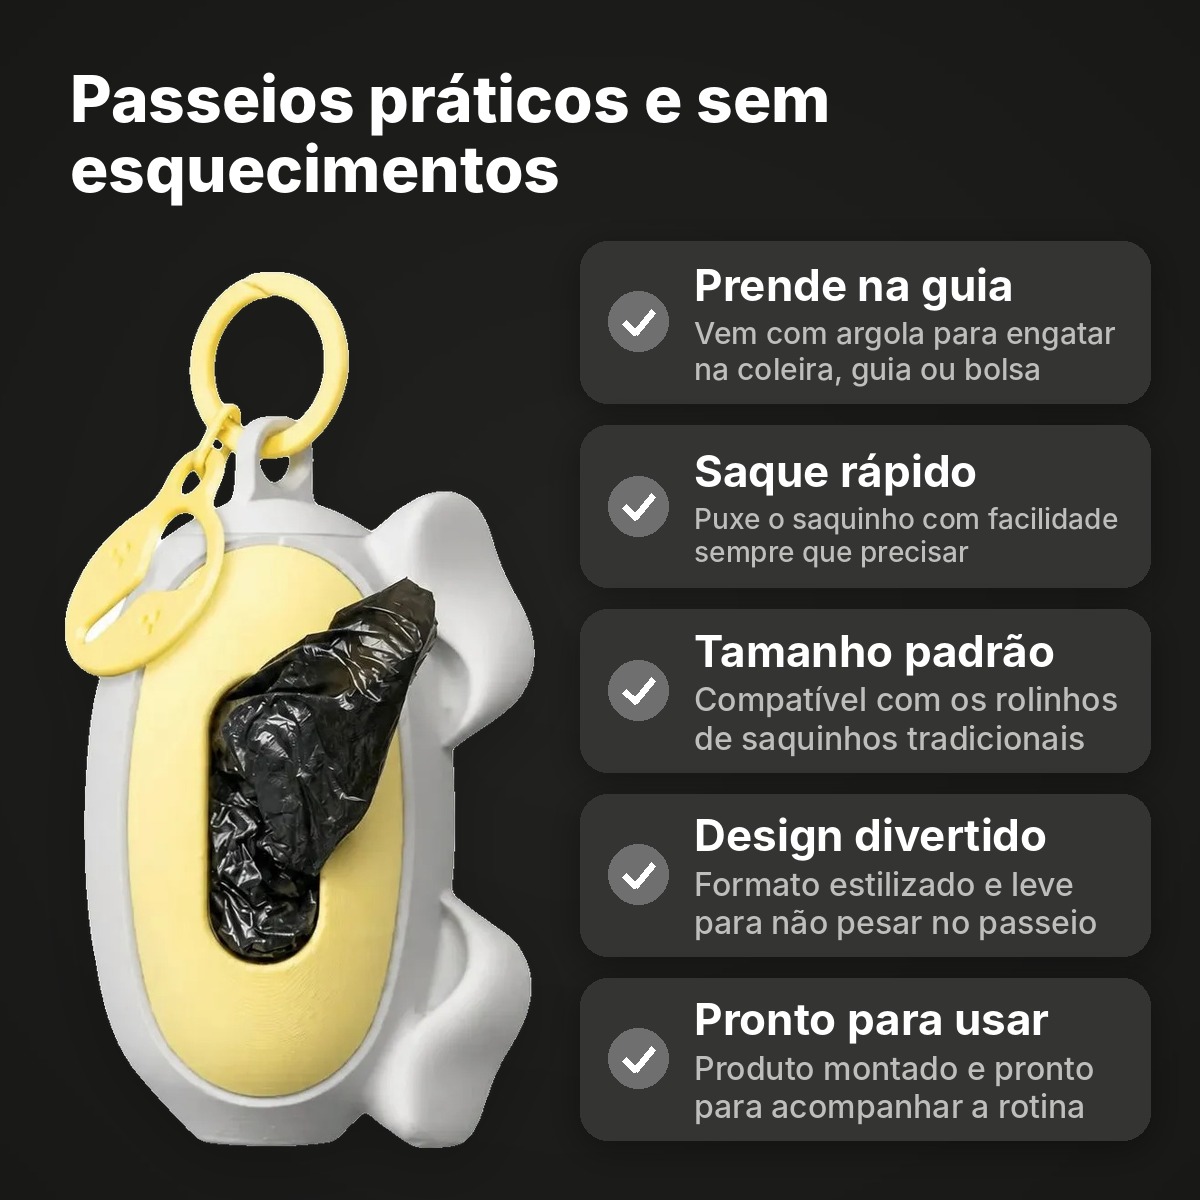 Passeios práticos e sem
esquecimentos
Prende na guia
Vem com argola para engatar
na coleira, guia ou bolsa
Saque rápido
Puxe o saquinho com facilidade
sempre que precisar
Tamanho padrão
Compatível com os rolinhos
de saquinhos tradicionais
Design divertido
Formato estilizado e leve
para não pesar no passeio
Pronto para usar
Produto montado e pronto
para acompanhar a rotina